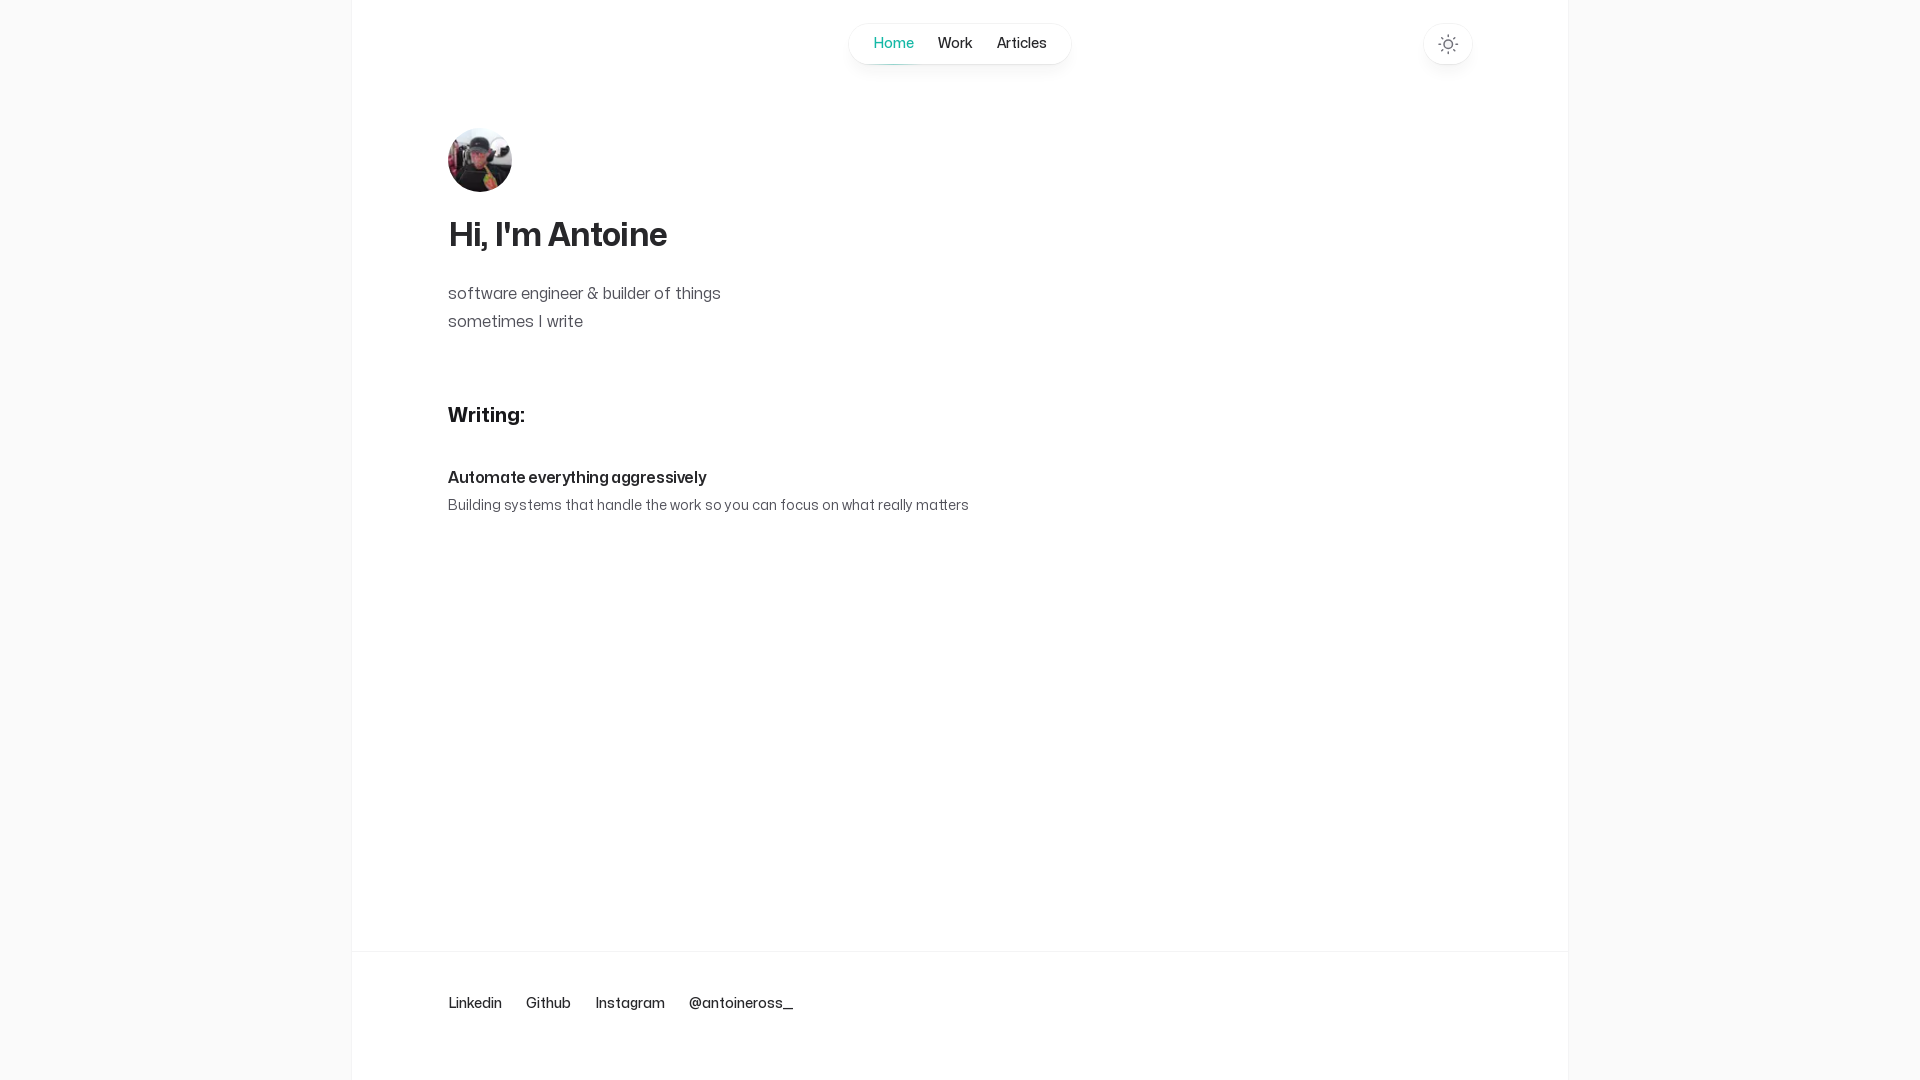 Home Work Articles
Hi, I'm Antoine
software engineer & builder of things
sometimes I write
Writing:
Automate everything aggressively
Building systems that handle the work so you can focus on what really matters
Linkedin Github Instagram @antoineross__